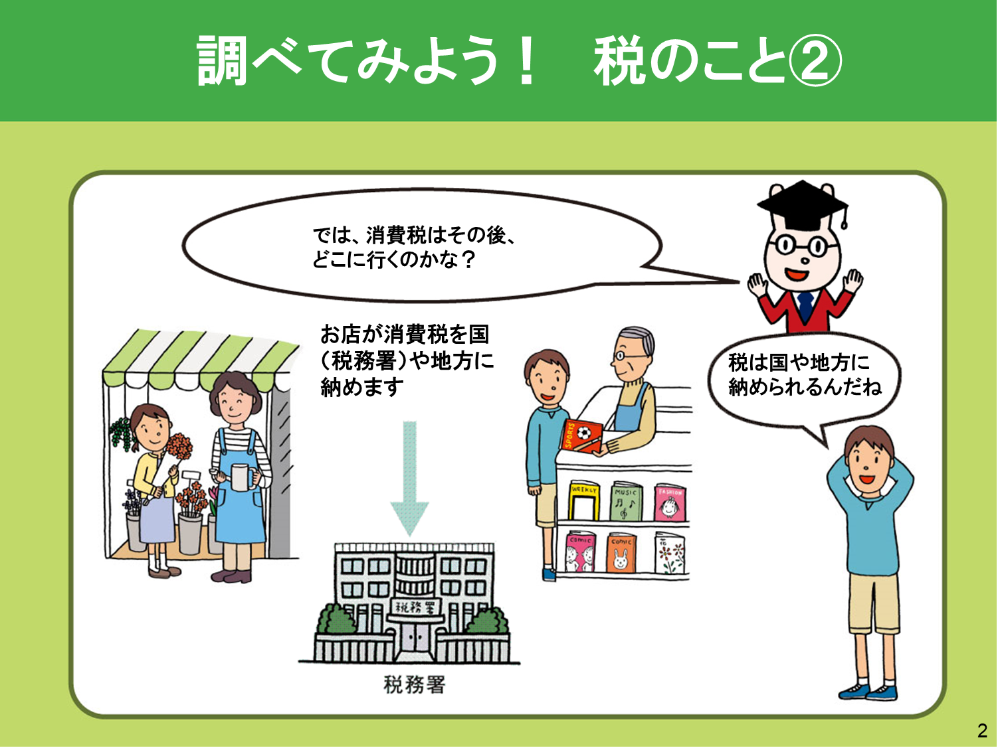 調べてみよう！　税のこと②
では、消費税はその後、
どこに行くのかな？
お店が消費税を国
（税務署）や地方に
納めます
税は国や地方に
納められるんだね
SPORTS
WEEKLY
MUSIC
FASHION
COMIC
COMIC
花
税務署
税務署
2